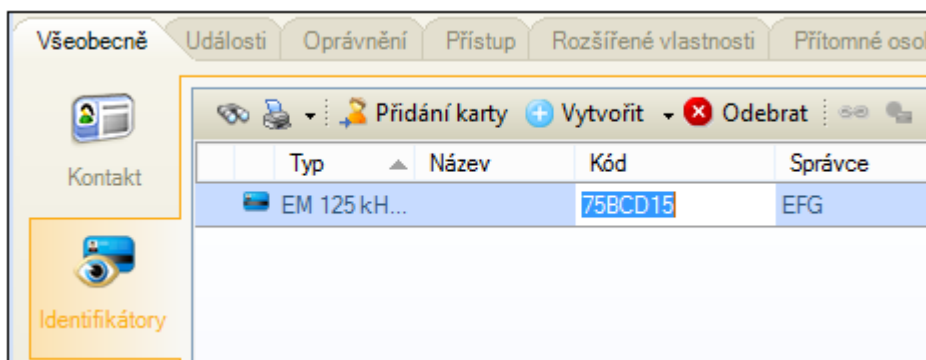 Všeobecně Události Oprávnění Přístup Rozšířené vlastnosti Přítomné osol
Přidání karty Vytvořit Odebrat
Kontakt
Typ Název Kód Správce
EM 125 kH... 75BCD15 EFG
Identifikátory